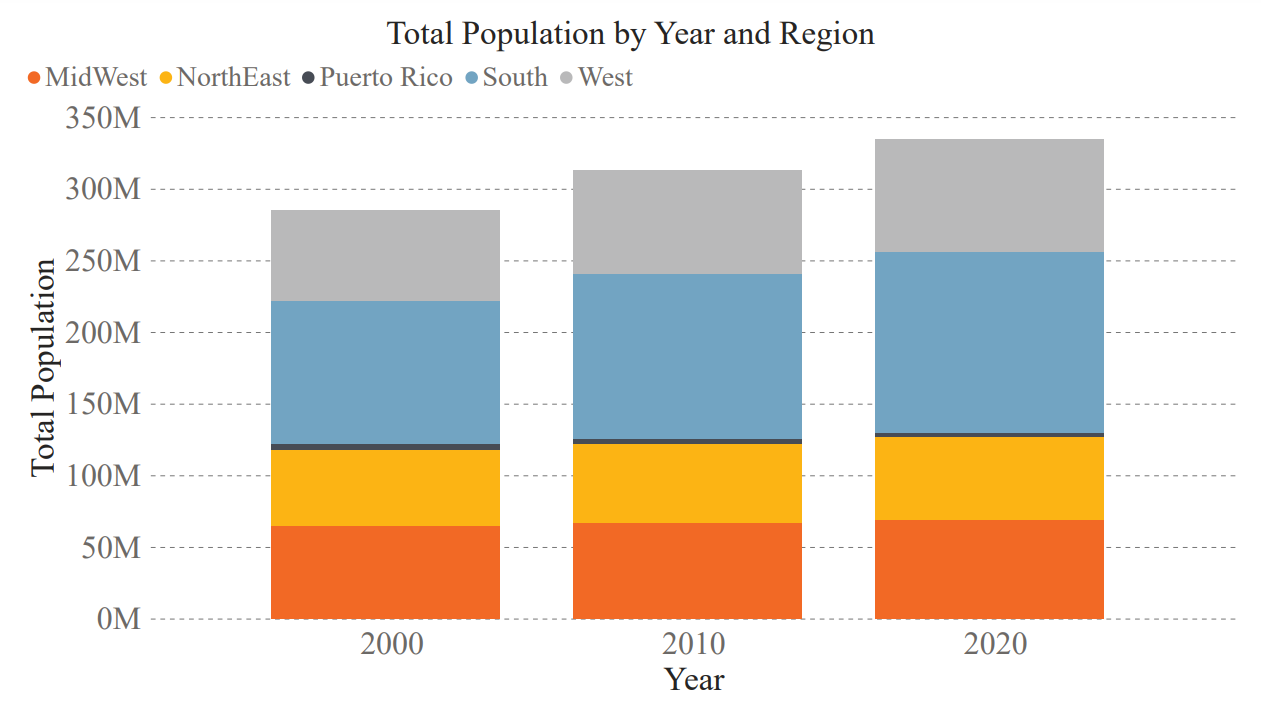 Total Population by Year and Region
MidWest NorthEast Puerto Rico South West
350M
300M
250M
200M
150M
100M
50M
0M
Total Population
2000 2010 2020
Year